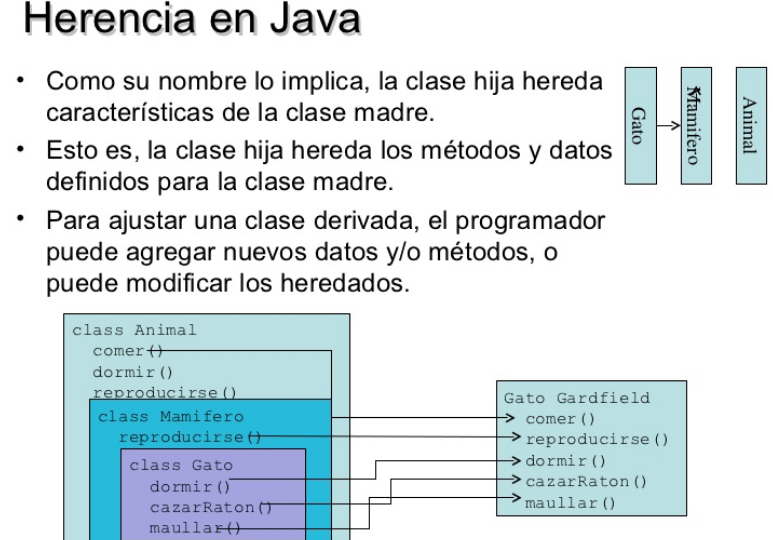 Herencia en Java
• Como su nombre lo implica, la clase hija hereda
características de la clase madre.
• Esto es, la clase hija hereda los métodos y datos
definidos para la clase madre.
• Para ajustar una clase derivada, el programador
puede agregar nuevos datos y/o métodos, o
puede modificar los heredados.
Gato
Mamifero
Animal
class Animal
comer()
dormir()
reproducirse()
class Mamifero
reproducirse()
class Gato
dormir()
cazarRaton()
maullar()
Gato Gardfield
comer()
reproducirse()
dormir()
cazarRaton()
maullar()